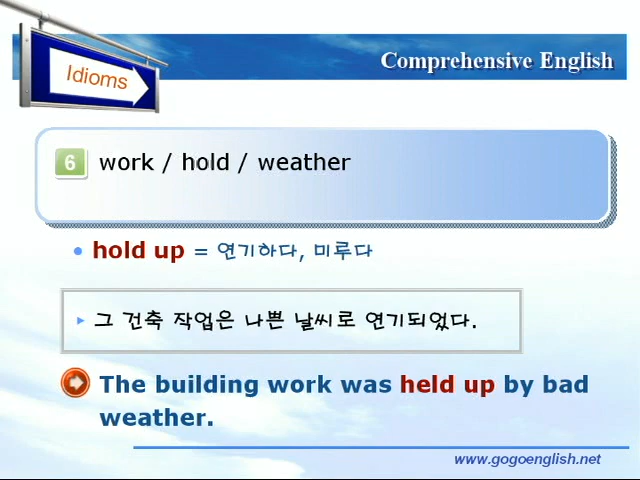 Idioms
Comprehensive English
6 work / hold / weather
• hold up = 연기하다, 미루다
▸ 그 건축 작업은 나쁜 날씨로 연기되었다.
The building work was held up by bad
weather.
www.gogoenglish.net